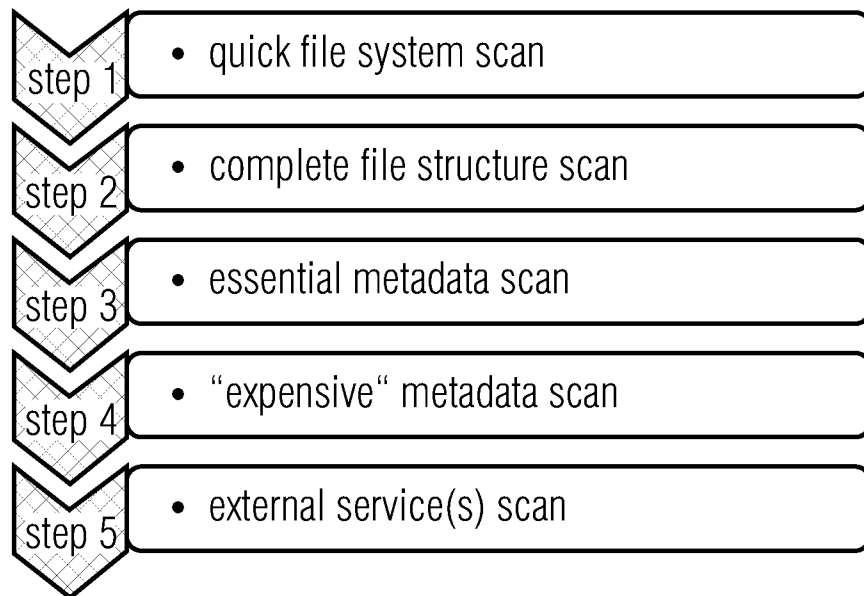 step 1
• quick file system scan
step 2
• complete file structure scan
step 3
• essential metadata scan
step 4
• “expensive“ metadata scan
step 5
• external service(s) scan